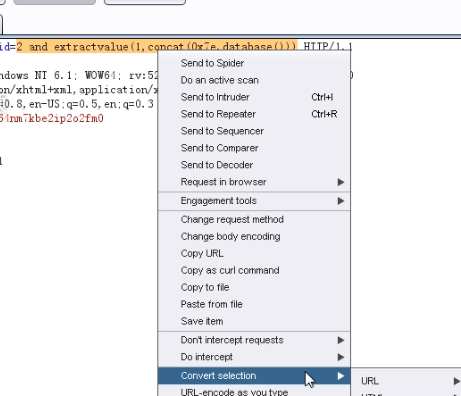 id=2 and extractvalue(1,concat(0x7e,database())) HTTP/1.1
ndows NT 6.1; WOW64; rv:52
on/xhtml+xml,application/x
=0.8,en-US;q=0.5,en;q=0.3
64nm7kbe2ip2o2fm0
Send to Spider
Do an active scan
Send to Intruder Ctrl+I
Send to Repeater Ctrl+R
Send to Sequencer
Send to Comparer
Send to Decoder
Request in browser
Engagement tools
Change request method
Change body encoding
Copy URL
Copy as curl command
Copy to file
Paste from file
Save item
Don't intercept requests
Do intercept
Convert selection
URL
URL-encode as you type